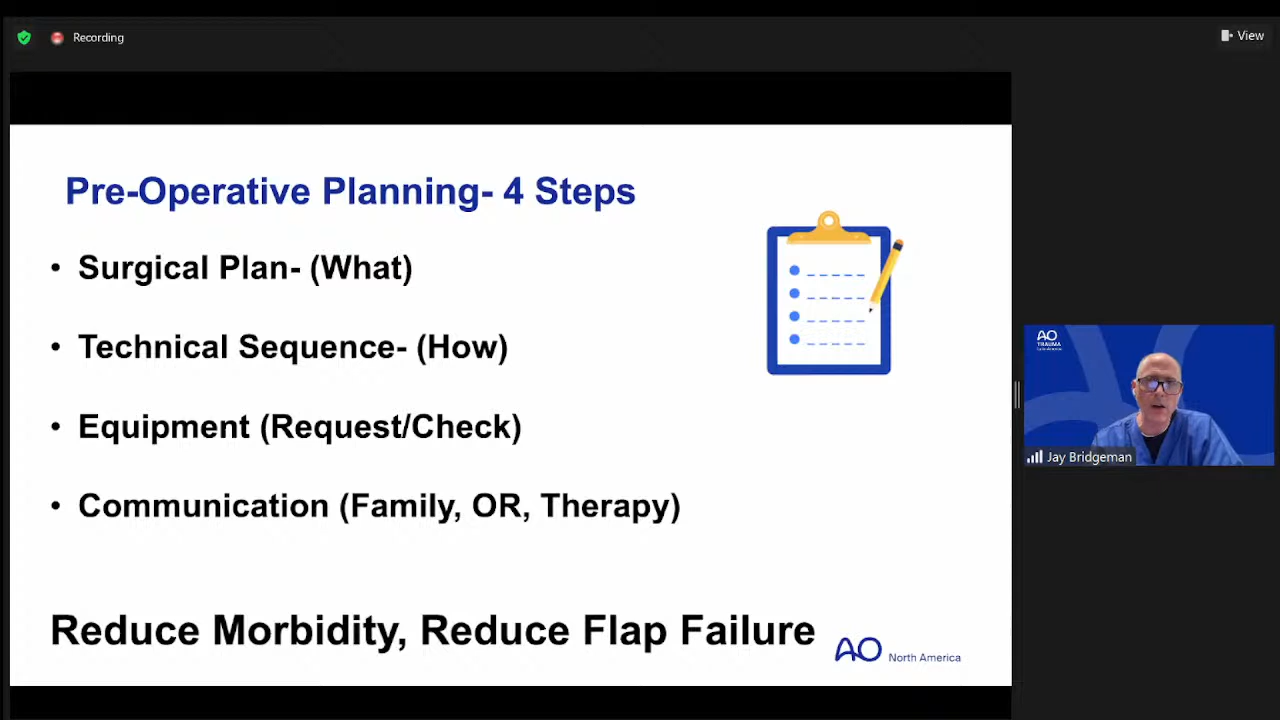 Recording
View
Pre-Operative Planning- 4 Steps
• Surgical Plan- (What)
• Technical Sequence- (How)
• Equipment (Request/Check)
• Communication (Family, OR, Therapy)
Reduce Morbidity, Reduce Flap Failure
AO North America
AO
TRAUMA
Jay Bridgeman